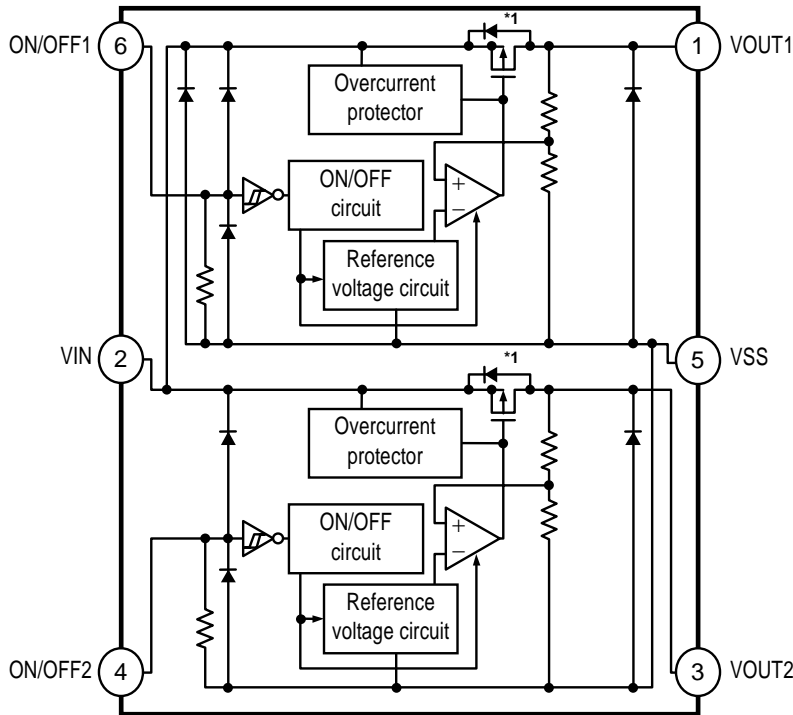 ON/OFF1
6
*1
1
VOUT1
Overcurrent
protector
ON/OFF
circuit
+
−
Reference
voltage circuit
VIN
2
*1
5
VSS
Overcurrent
protector
ON/OFF
circuit
+
−
Reference
voltage circuit
ON/OFF2
4
3
VOUT2